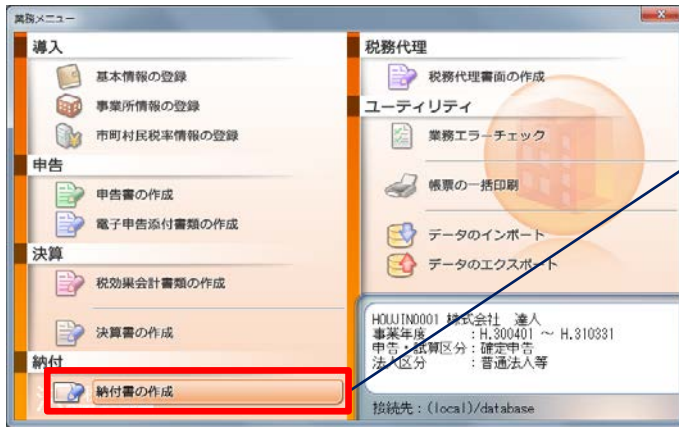 業務メニュー
導入
基本情報の登録
事業所情報の登録
市町村民税率情報の登録
申告
申告書の作成
電子申告添付書類の作成
決算
税効果会計書類の作成
決算書の作成
納付
納付書の作成
税務代理
税務代理書面の作成
ユーティリティ
業務エラーチェック
帳票の一括印刷
データのインポート
データのエクスポート
HOUJIN0001 株式会社 達人
事業年度 : H.300401 ~ H.310331
申告・試算区分 : 確定申告
法人区分 : 普通法人等
接続先 : (local)/database